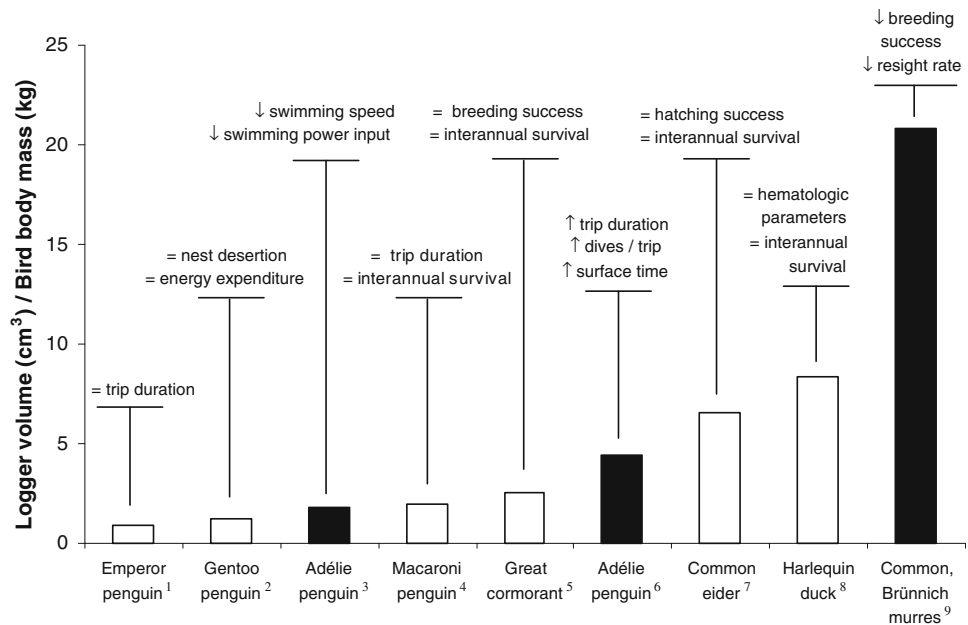 Logger volume (cm³) / Bird body mass (kg)
25
20
15
10
5
0
= trip duration
= nest desertion
= energy expenditure
↓ swimming speed
↓ swimming power input
= trip duration
= interannual survival
= breeding success
= interannual survival
↑ trip duration
↑ dives / trip
↑ surface time
= hatching success
= interannual survival
= hematologic
parameters
= interannual
survival
↓ breeding
success
↓ resight rate
Emperor
penguin ¹
Gentoo
penguin ²
Adélie
penguin ³
Macaroni
penguin ⁴
Great
cormorant ⁵
Adélie
penguin ⁶
Common
eider ⁷
Harlequin
duck ⁸
Common,
Brünnich
murres ⁹